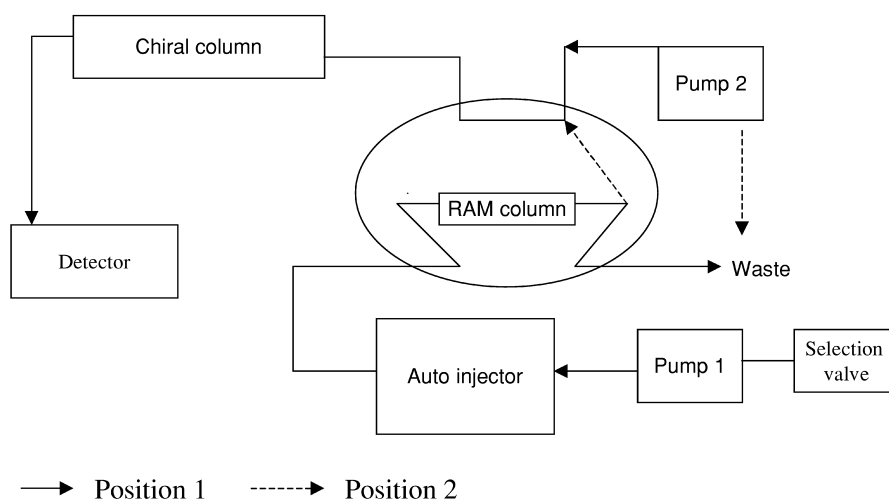 Chiral column
Pump 2
RAM column
Detector
Waste
Auto injector
Pump 1
Selection
valve
Position 1
Position 2